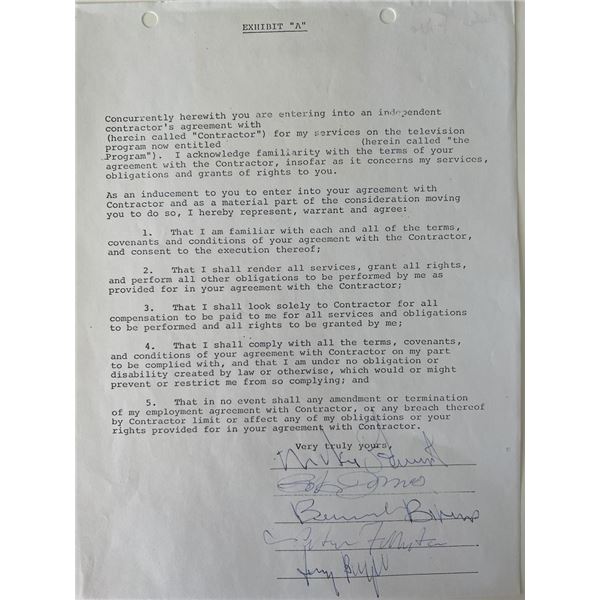 EXHIBIT "A"
Concurrently herewith you are entering into an independent
contractor's agreement with
(herein called "Contractor") for my services on the television
program now entitled (herein called "the
Program"). I acknowledge familiarity with the terms of your
agreement with the Contractor, insofar as it concerns my services,
obligations and grants of rights to you.
As an inducement to you to enter into your agreement with
Contractor and as a material part of the consideration moving
you to do so, I hereby represent, warrant and agree:
1. That I am familiar with each and all of the terms,
covenants and conditions of your agreement with the Contractor,
and consent to the execution thereof;
2. That I shall render all services, grant all rights,
and perform all other obligations to be performed by me as
provided for in your agreement with the Contractor;
3. That I shall look solely to Contractor for all
compensation to be paid to me for all services and obligations
to be performed and all rights to be granted by me;
4. That I shall comply with all the terms, covenants,
and conditions of your agreement with Contractor on my part
to be complied with, and that I am under no obligation or
disability created by law or otherwise, which would or might
prevent or restrict me from so complying; and
5. That in no event shall any amendment or termination
of my employment agreement with Contractor, or any breach thereof
by Contractor limit or affect any of my obligations or your
rights provided for in your agreement with Contractor.
Very truly yours,